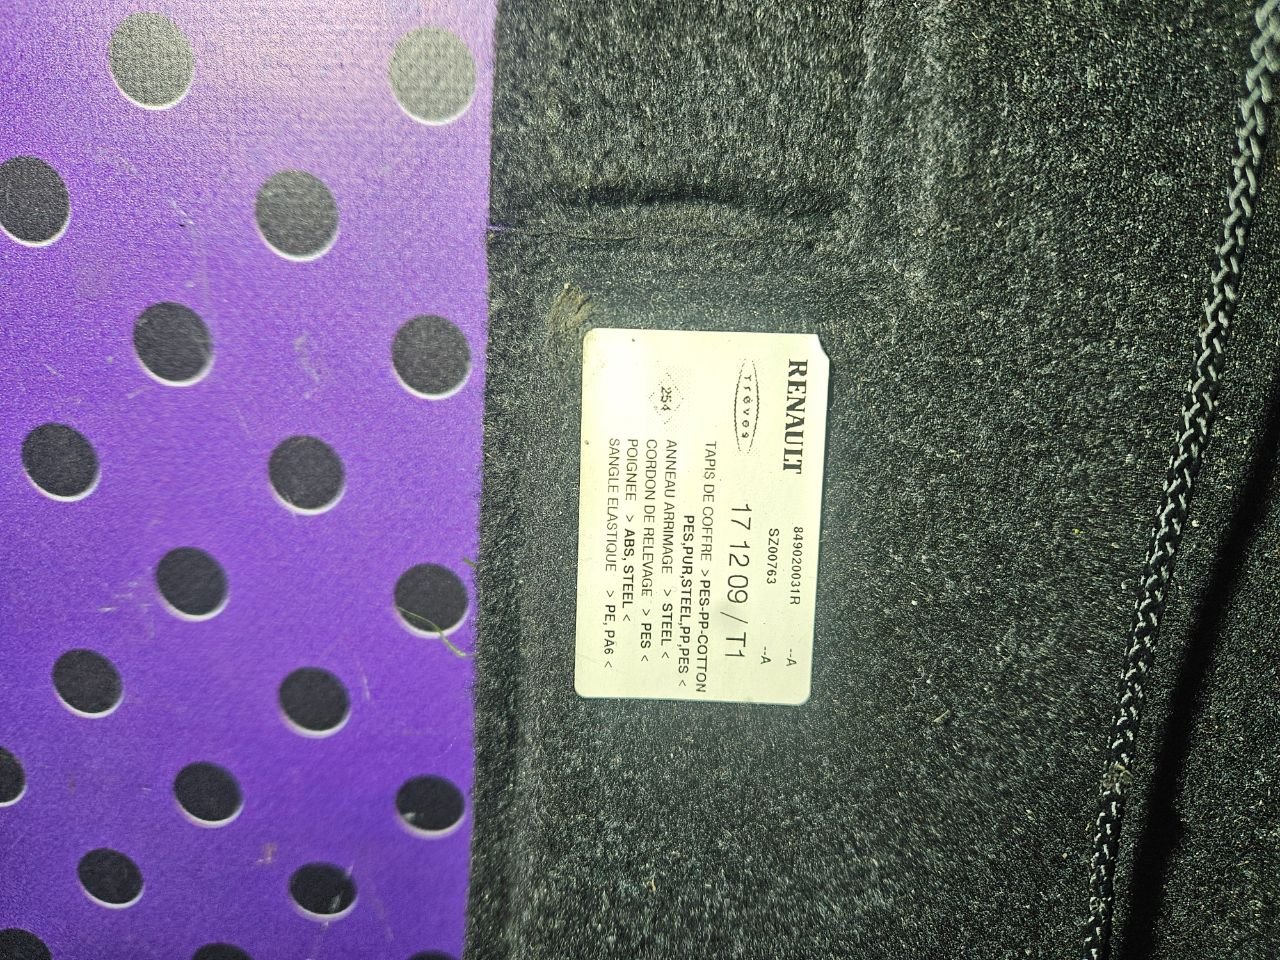 RENAULT 849020031R --A
SZ00763 --A
Trèves 17 12 09 / T1
TAPIS DE COFFRE >PES-PP-COTTON
PES,PUR,STEEL,PP,PES <
254 ANNEAU ARRIMAGE > STEEL <
CORDON DE RELEVAGE > PES <
POIGNEE > ABS, STEEL <
SANGLE ELASTIQUE > PE, PA6 <